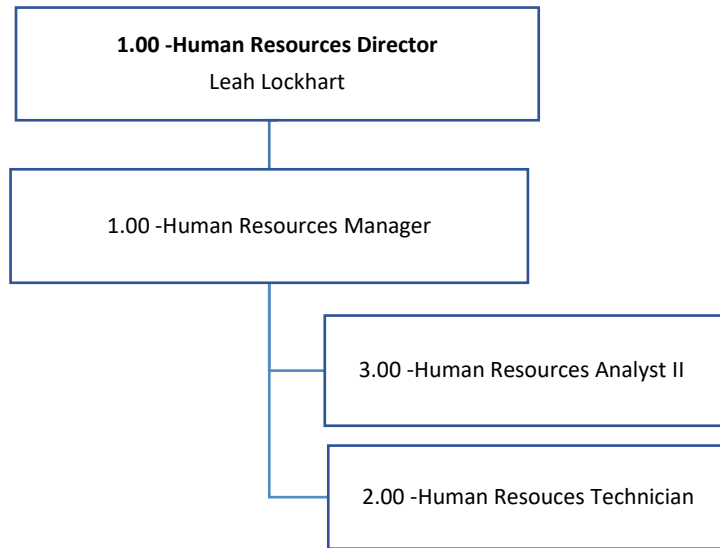 1.00 -Human Resources Director
Leah Lockhart
1.00 -Human Resources Manager
3.00 -Human Resources Analyst II
2.00 -Human Resouces Technician